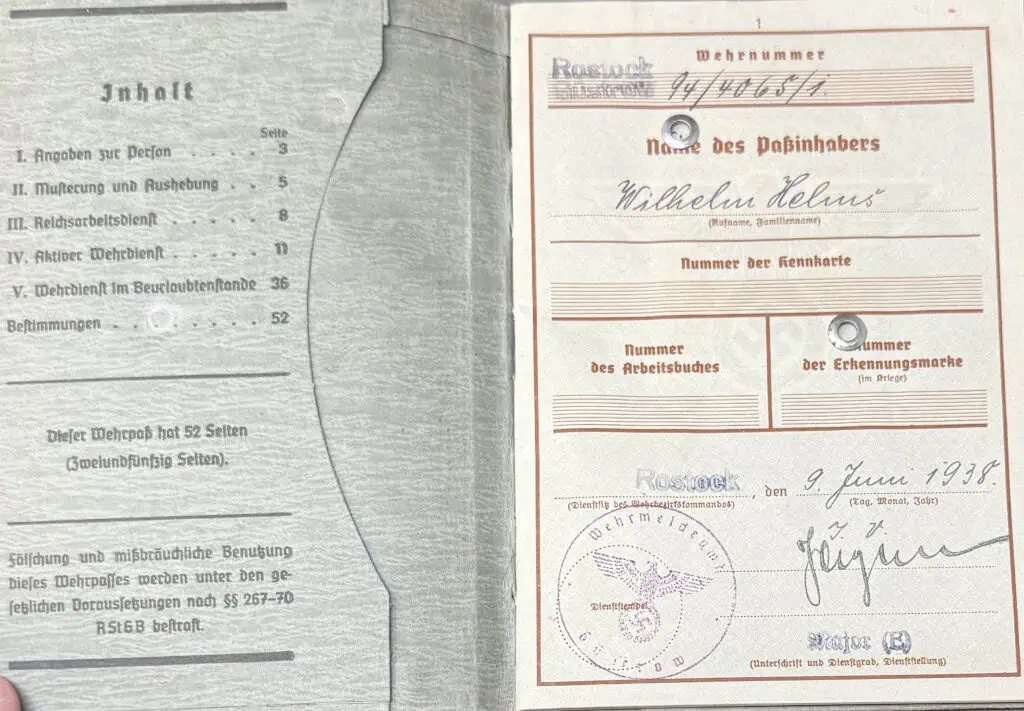 Inhalt
Seite
I. Angaben zur Person . . . . . 3
II. Musterung und Aushebung . . 5
III. Reichsarbeitsdienst . . . . . . 8
IV. Aktiver Wehrdienst . . . . . 11
V. Wehrdienst im Beurlaubtenstande 36
Bestimmungen . . . . . . . . 52
Dieser Wehrpaß hat 52 Seiten
(Zweiundfünfzig Seiten).
Fälschung und mißbräuchliche Benutzung
dieses Wehrpasses werden unter den ge-
setzlichen Voraussetzungen nach §§ 267–70
RStGB bestraft.
1
Wehrnummer
Rostock
94/4065/1.
Name des Paßinhabers
Wilhelm Helms
(Rufname, Familienname)
Nummer der Kennkarte
Nummer
des Arbeitsbuches
Nummer
der Erkennungsmarke
(im Kriege)
Rostock, den 9. Juni 1938.
(Dienstsitz des Wehrbezirkskommandos) (Tag, Monat, Jahr)
Wehrmeldeamt
Dienststempel
Güstrow
J. V.
Major (E)
(Unterschrift und Dienstgrad, Dienststellung)